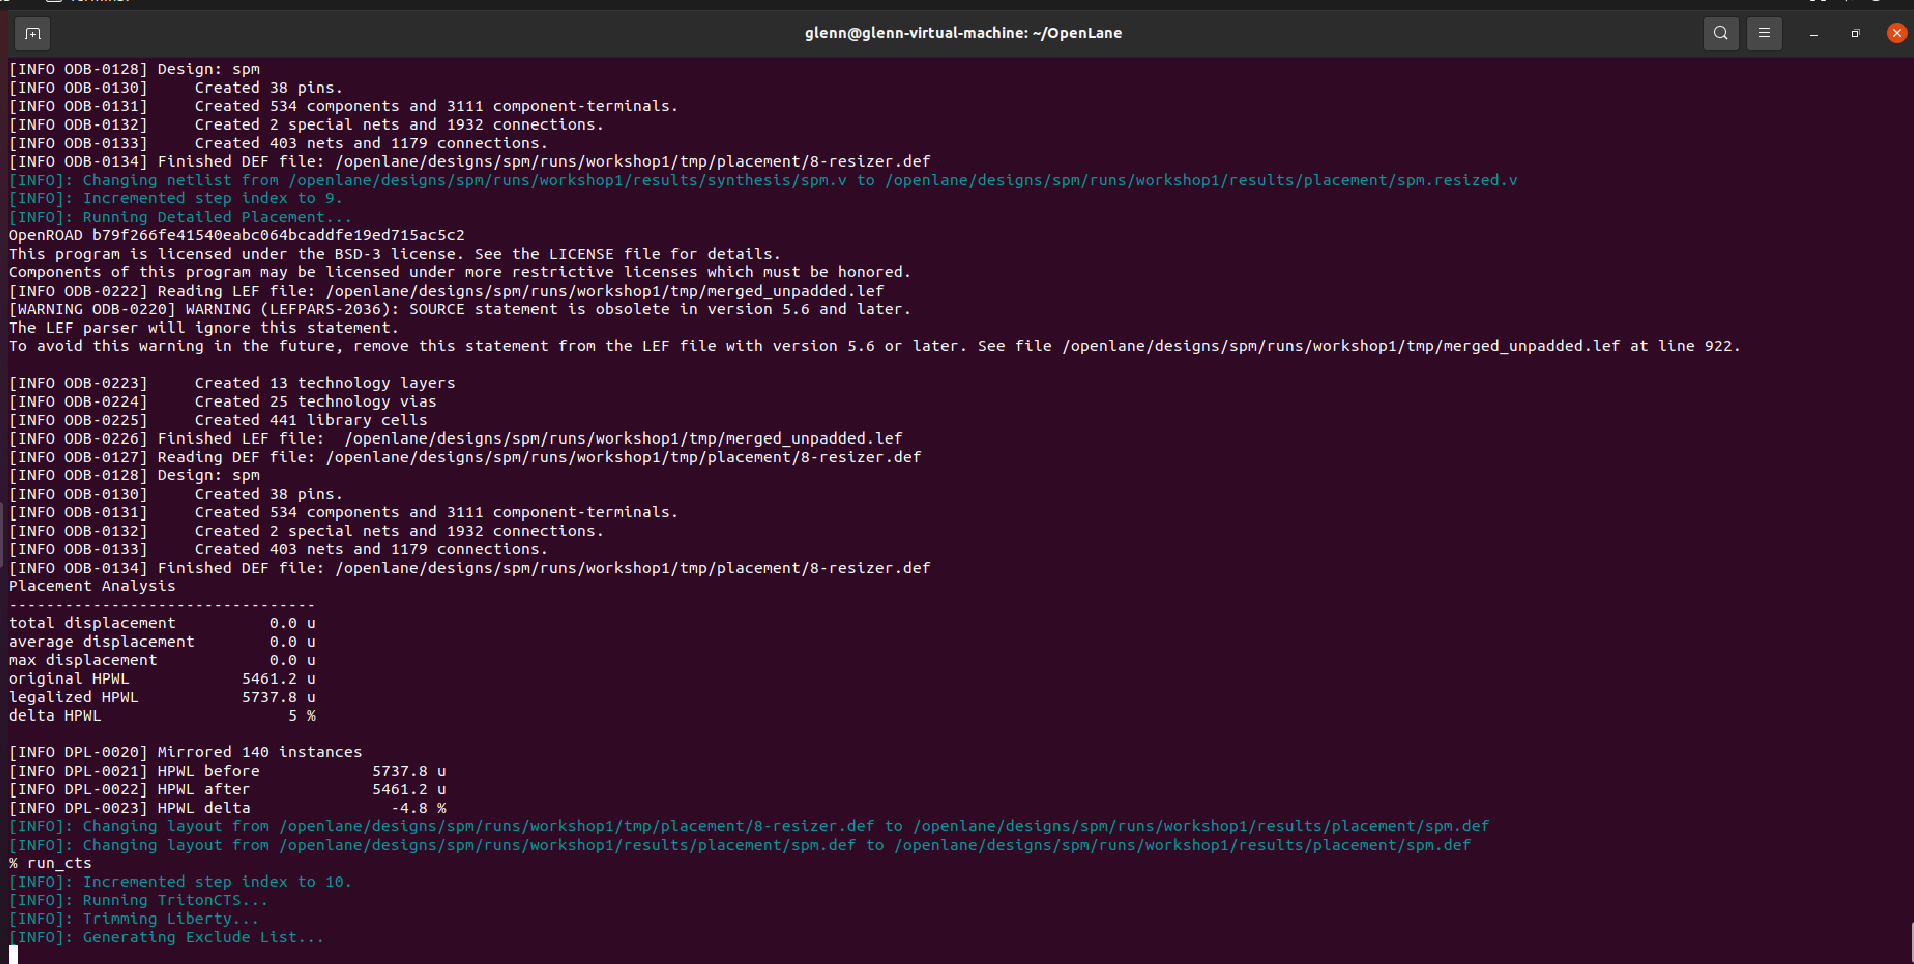 glenn@glenn-virtual-machine: ~/OpenLane
[INFO ODB-0128] Design: spm
[INFO ODB-0130]     Created 38 pins.
[INFO ODB-0131]     Created 534 components and 3111 component-terminals.
[INFO ODB-0132]     Created 2 special nets and 1932 connections.
[INFO ODB-0133]     Created 403 nets and 1179 connections.
[INFO ODB-0134] Finished DEF file: /openlane/designs/spm/runs/workshop1/tmp/placement/8-resizer.def
[INFO]: Changing netlist from /openlane/designs/spm/runs/workshop1/results/synthesis/spm.v to /openlane/designs/spm/runs/workshop1/results/placement/spm.resized.v
[INFO]: Incremented step index to 9.
[INFO]: Running Detailed Placement...
OpenROAD b79f266fe41540eabc064bcaddfe19ed715ac5c2
This program is licensed under the BSD-3 license. See the LICENSE file for details.
Components of this program may be licensed under more restrictive licenses which must be honored.
[INFO ODB-0222] Reading LEF file: /openlane/designs/spm/runs/workshop1/tmp/merged_unpadded.lef
[WARNING ODB-0220] WARNING (LEFPARS-2036): SOURCE statement is obsolete in version 5.6 and later.
The LEF parser will ignore this statement.
To avoid this warning in the future, remove this statement from the LEF file with version 5.6 or later. See file /openlane/designs/spm/runs/workshop1/tmp/merged_unpadded.lef at line 922.
[INFO ODB-0223]     Created 13 technology layers
[INFO ODB-0224]     Created 25 technology vias
[INFO ODB-0225]     Created 441 library cells
[INFO ODB-0226] Finished LEF file:  /openlane/designs/spm/runs/workshop1/tmp/merged_unpadded.lef
[INFO ODB-0127] Reading DEF file: /openlane/designs/spm/runs/workshop1/tmp/placement/8-resizer.def
[INFO ODB-0128] Design: spm
[INFO ODB-0130]     Created 38 pins.
[INFO ODB-0131]     Created 534 components and 3111 component-terminals.
[INFO ODB-0132]     Created 2 special nets and 1932 connections.
[INFO ODB-0133]     Created 403 nets and 1179 connections.
[INFO ODB-0134] Finished DEF file: /openlane/designs/spm/runs/workshop1/tmp/placement/8-resizer.def
Placement Analysis
---------------------------------
total displacement          0.0 u
average displacement        0.0 u
max displacement            0.0 u
original HPWL            5461.2 u
legalized HPWL           5737.8 u
delta HPWL                    5 %
[INFO DPL-0020] Mirrored 140 instances
[INFO DPL-0021] HPWL before            5737.8 u
[INFO DPL-0022] HPWL after             5461.2 u
[INFO DPL-0023] HPWL delta               -4.8 %
[INFO]: Changing layout from /openlane/designs/spm/runs/workshop1/tmp/placement/8-resizer.def to /openlane/designs/spm/runs/workshop1/results/placement/spm.def
[INFO]: Changing layout from /openlane/designs/spm/runs/workshop1/results/placement/spm.def to /openlane/designs/spm/runs/workshop1/results/placement/spm.def
% run_cts
[INFO]: Incremented step index to 10.
[INFO]: Running TritonCTS...
[INFO]: Trimming Liberty...
[INFO]: Generating Exclude List...